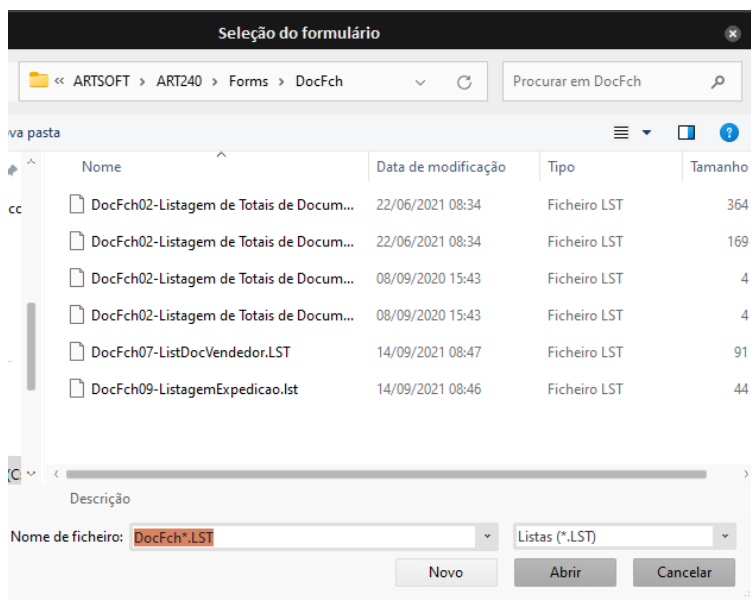 Seleção do formulário
« ARTSOFT > ART240 > Forms > DocFch
Procurar em DocFch
va pasta
Nome Data de modificação Tipo Tamanho
DocFch02-Listagem de Totais de Docum... 22/06/2021 08:34 Ficheiro LST 364
DocFch02-Listagem de Totais de Docum... 22/06/2021 08:34 Ficheiro LST 169
DocFch02-Listagem de Totais de Docum... 08/09/2020 15:43 Ficheiro LST 4
DocFch02-Listagem de Totais de Docum... 08/09/2020 15:43 Ficheiro LST 4
DocFch07-ListDocVendedor.LST 14/09/2021 08:47 Ficheiro LST 91
DocFch09-ListagemExpedicao.lst 14/09/2021 08:46 Ficheiro LST 44
Descrição
Nome de ficheiro: DocFch*.LST Listas (*.LST)
Novo Abrir Cancelar